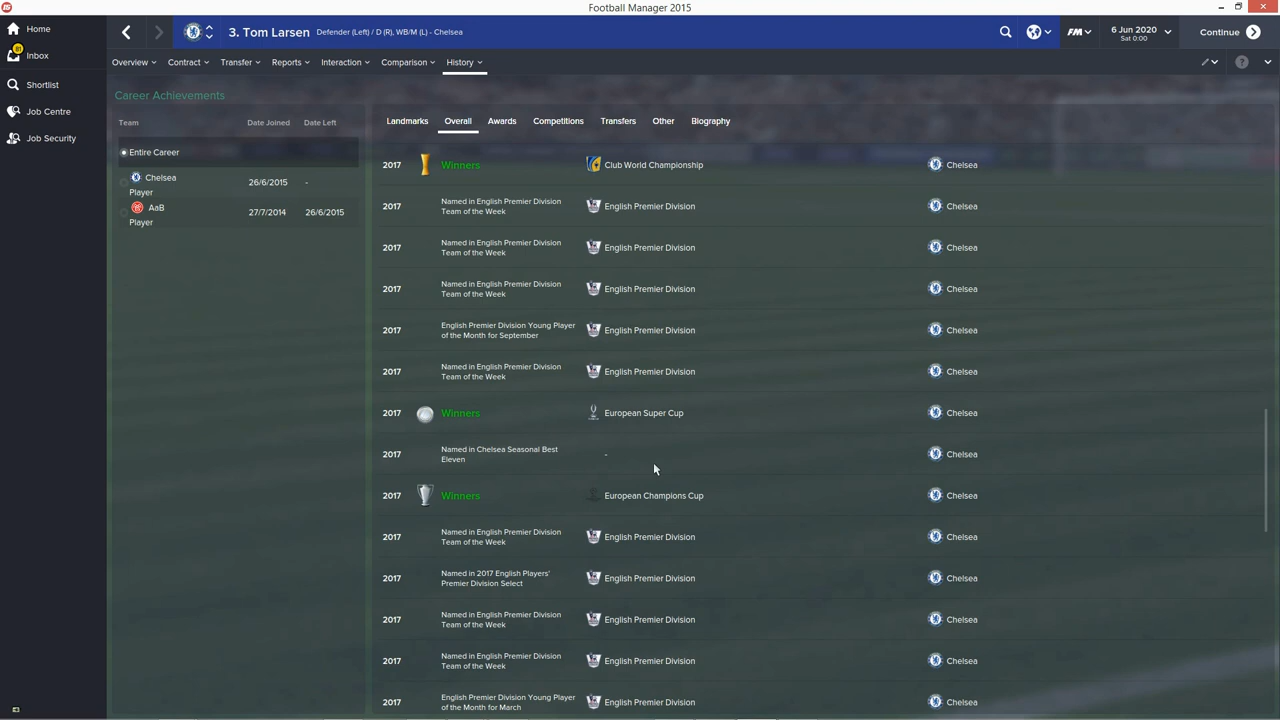 Football Manager 2015
Home
3. Tom Larsen Defender (Left) / D (R), WB/M (L) - Chelsea
FM
6 Jun 2020
Sat 0:00
Continue
81
Inbox
Shortlist
Job Centre
Job Security
Overview Contract Transfer Reports Interaction Comparison History
?
Career Achievements
Team Date Joined Date Left
Entire Career
Chelsea
Player
26/6/2015 -
AaB
Player
27/7/2014 26/6/2015
Landmarks Overall Awards Competitions Transfers Other Biography
2017 Winners Club World Championship Chelsea
2017 Named in English Premier Division
Team of the Week
English Premier Division Chelsea
2017 Named in English Premier Division
Team of the Week
English Premier Division Chelsea
2017 Named in English Premier Division
Team of the Week
English Premier Division Chelsea
2017 English Premier Division Young Player
of the Month for September
English Premier Division Chelsea
2017 Named in English Premier Division
Team of the Week
English Premier Division Chelsea
2017 Winners European Super Cup Chelsea
2017 Named in Chelsea Seasonal Best
Eleven
- Chelsea
2017 Winners European Champions Cup Chelsea
2017 Named in English Premier Division
Team of the Week
English Premier Division Chelsea
2017 Named in 2017 English Players'
Premier Division Select
English Premier Division Chelsea
2017 Named in English Premier Division
Team of the Week
English Premier Division Chelsea
2017 Named in English Premier Division
Team of the Week
English Premier Division Chelsea
2017 English Premier Division Young Player
of the Month for March
English Premier Division Chelsea